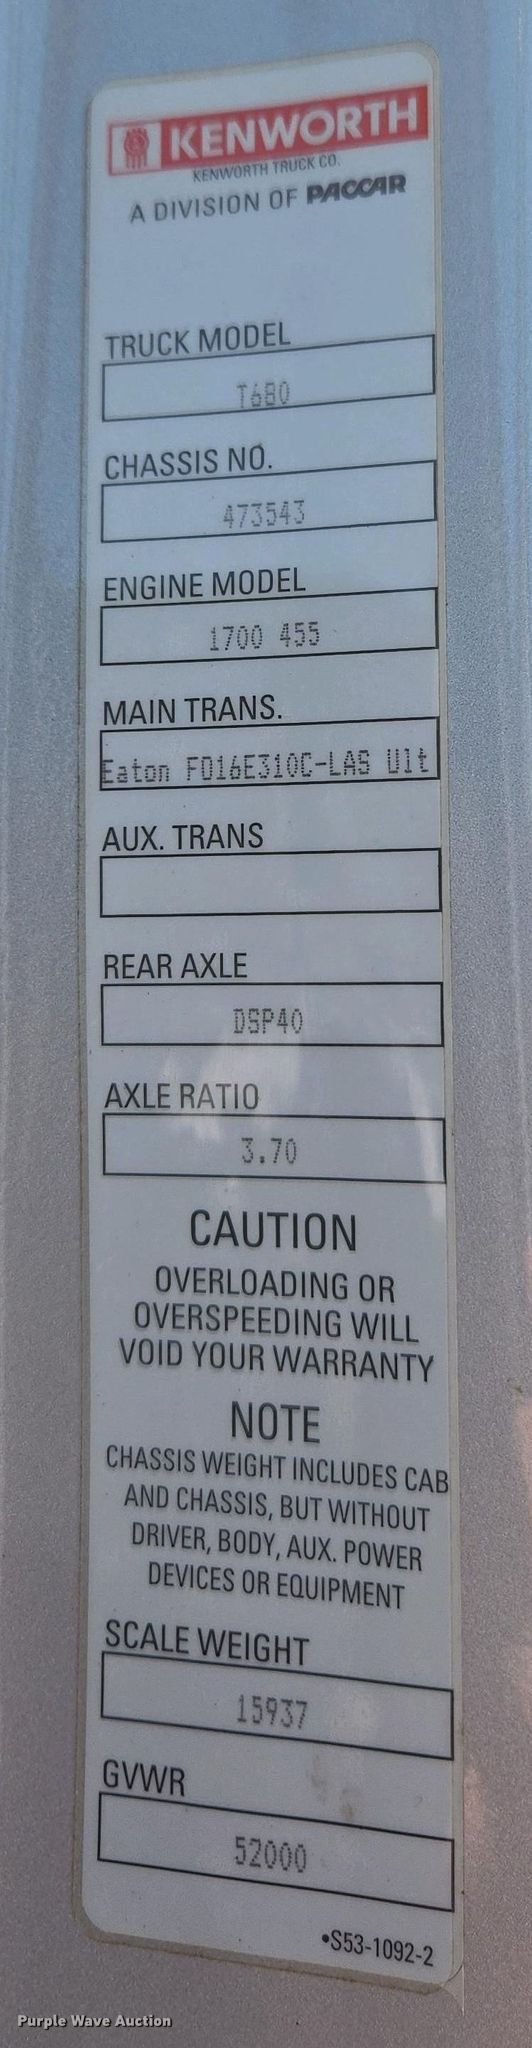 KENWORTH
KENWORTH TRUCK CO.
A DIVISION OF PACCAR
TRUCK MODEL
T680
CHASSIS NO.
473543
ENGINE MODEL
1700 455
MAIN TRANS.
Eaton FO16E310C-LAS Ult
AUX. TRANS
REAR AXLE
DSP40
AXLE RATIO
3.70
CAUTION
OVERLOADING OR
OVERSPEEDING WILL
VOID YOUR WARRANTY
NOTE
CHASSIS WEIGHT INCLUDES CAB
AND CHASSIS, BUT WITHOUT
DRIVER, BODY, AUX. POWER
DEVICES OR EQUIPMENT
SCALE WEIGHT
15937
GVWR
52000
•S53-1092-2
Purple Wave Auction